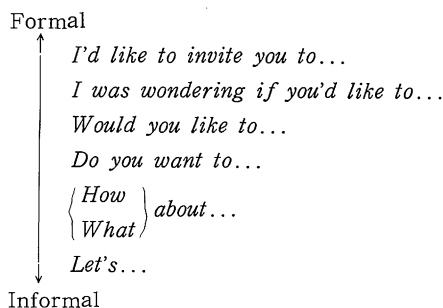 Formal
I'd like to invite you to...
I was wondering if you'd like to...
Would you like to...
Do you want to...
How
What
about...
Let's...
Informal